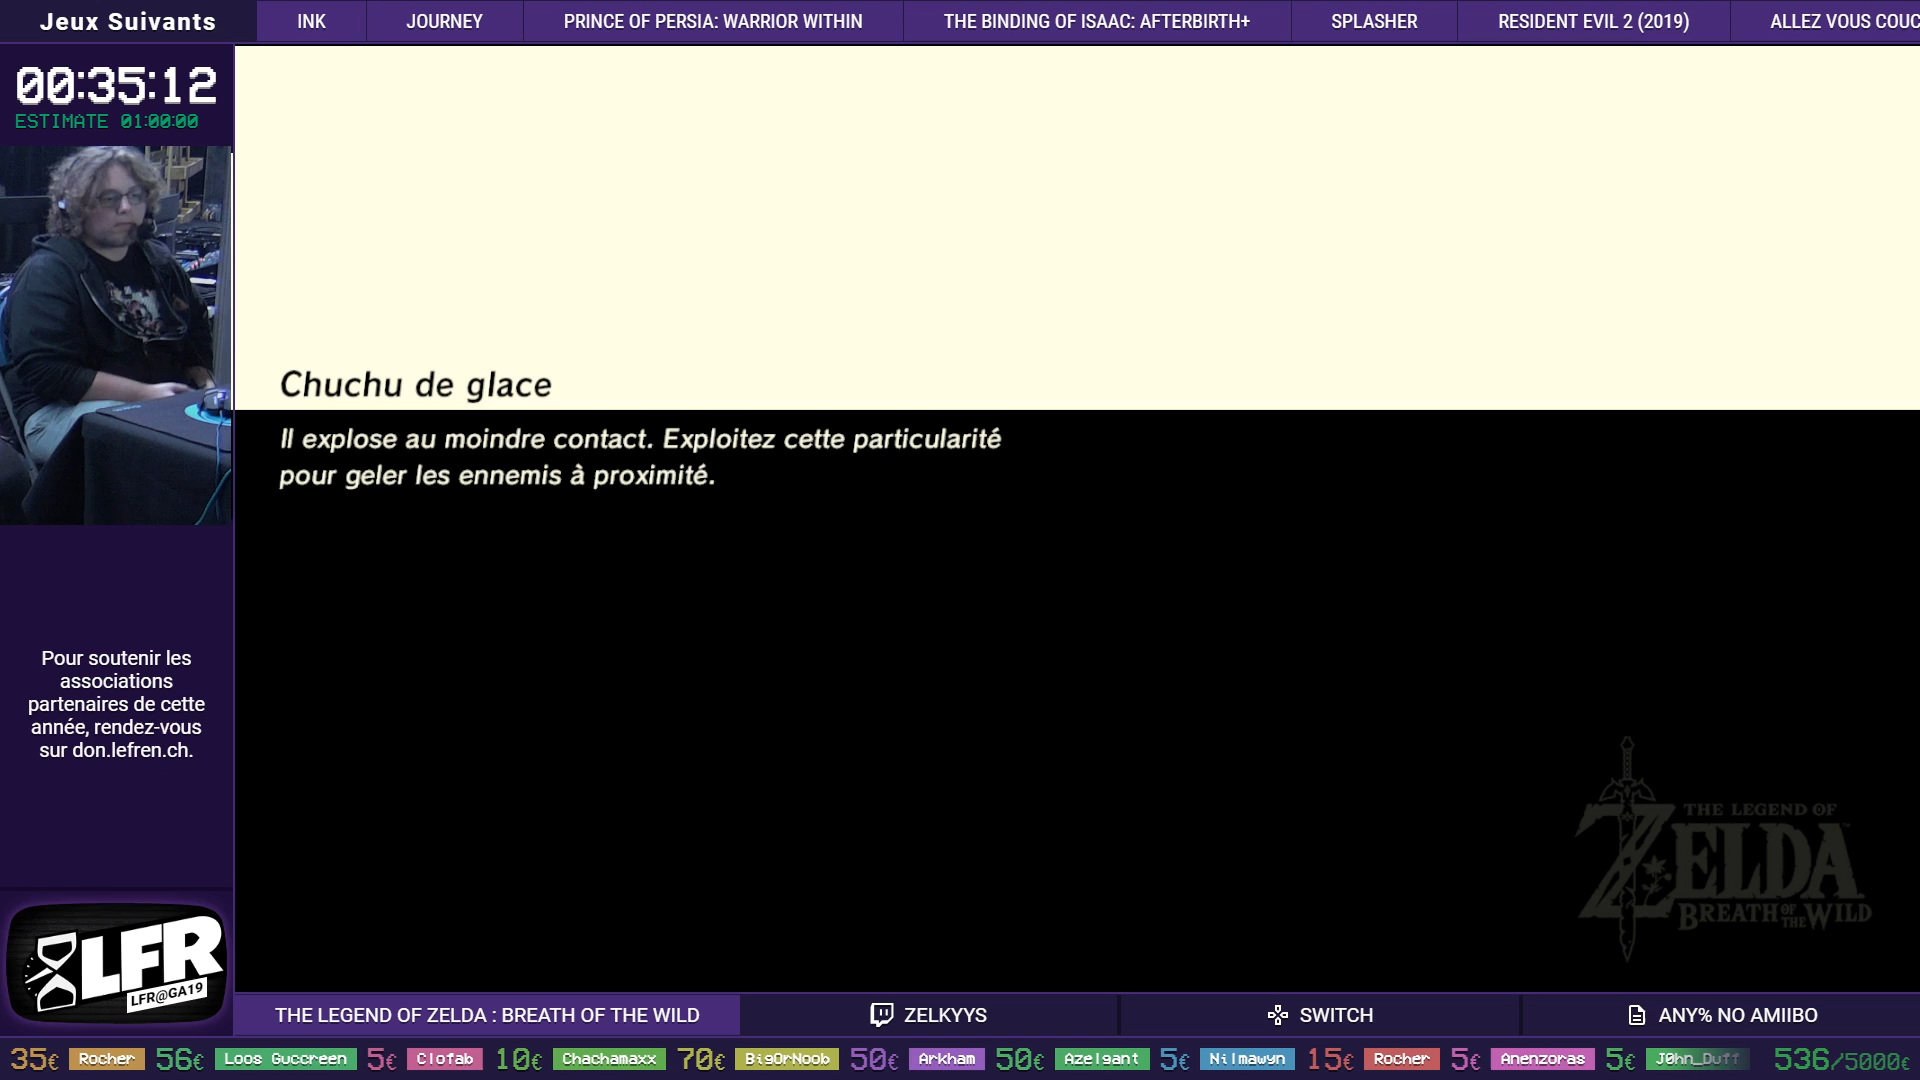 Jeux Suivants
INK
JOURNEY
PRINCE OF PERSIA: WARRIOR WITHIN
THE BINDING OF ISAAC: AFTERBIRTH+
SPLASHER
RESIDENT EVIL 2 (2019)
ALLEZ VOUS COUC
00:35:12
ESTIMATE 01:00:00
Chuchu de glace
Il explose au moindre contact. Exploitez cette particularité
pour geler les ennemis à proximité.
Pour soutenir les
associations
partenaires de cette
année, rendez-vous
sur don.lefren.ch.
THE LEGEND OF
ZELDA
BREATH OF THE WILD
LFR
LFR@GA19
THE LEGEND OF ZELDA : BREATH OF THE WILD
ZELKYYS
SWITCH
ANY% NO AMIIBO
35€ Rocher 56€ Loos Guccreen 5€ Clofab 10€ Chachamaxx 70€ BigOrNoob 50€ Arkham 50€ Azelgant 5€ Nilmawyn 15€ Rocher 5€ Anenzoras 5€ J0hn_Duff 536/5000€